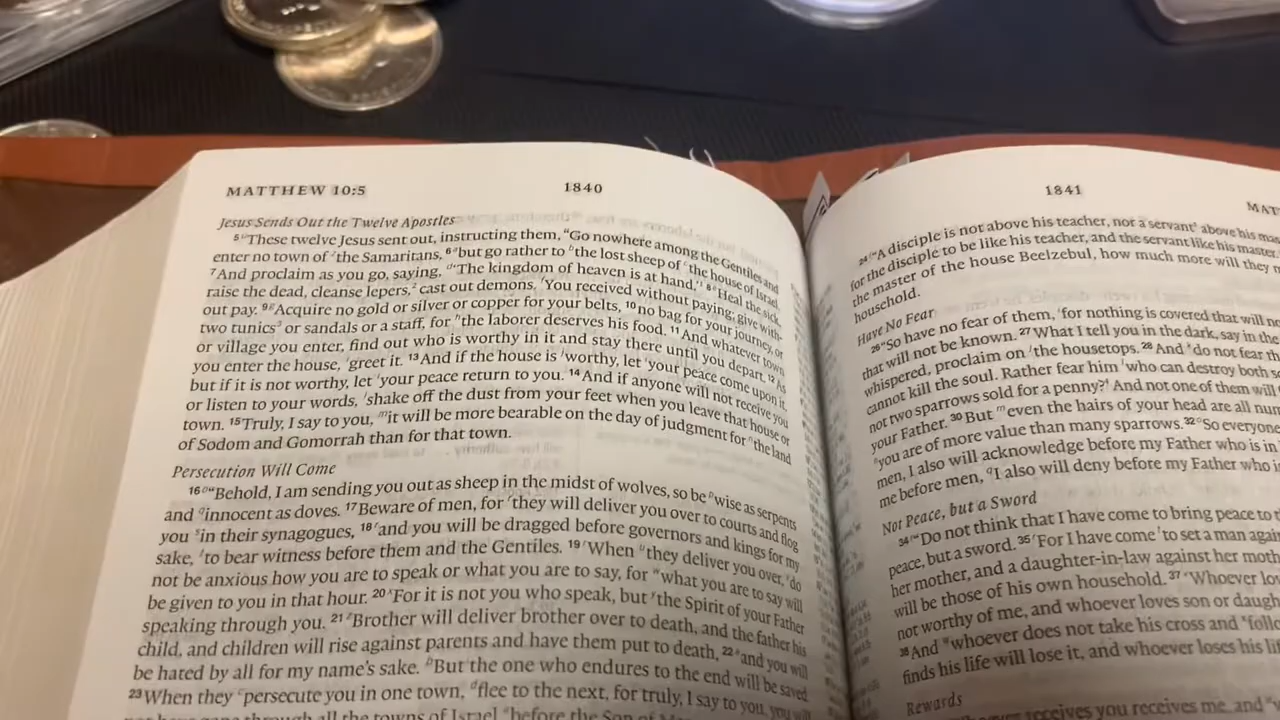 MATTHEW 10:5
1840
Jesus Sends Out the Twelve Apostles
5 These twelve Jesus sent out, instructing them, “Go nowhere among the Gentiles and
enter no town of the Samaritans, 6 but go rather to the lost sheep of the house of Israel.
7 And proclaim as you go, saying, ‘The kingdom of heaven is at hand.’ 8 Heal the sick,
raise the dead, cleanse lepers, cast out demons. You received without paying; give with-
out pay. 9 Acquire no gold or silver or copper for your belts, 10 no bag for your journey, or
two tunics or sandals or a staff, for the laborer deserves his food. 11 And whatever town
or village you enter, find out who is worthy in it and stay there until you depart. 12 As
you enter the house, greet it. 13 And if the house is worthy, let your peace come upon it,
but if it is not worthy, let your peace return to you. 14 And if anyone will not receive you
or listen to your words, shake off the dust from your feet when you leave that house or
town. 15 Truly, I say to you, it will be more bearable on the day of judgment for the land
of Sodom and Gomorrah than for that town.
Persecution Will Come
16 “Behold, I am sending you out as sheep in the midst of wolves, so be wise as serpents
and innocent as doves. 17 Beware of men, for they will deliver you over to courts and flog
you in their synagogues, 18 and you will be dragged before governors and kings for my
sake, to bear witness before them and the Gentiles. 19 When they deliver you over, do
not be anxious how you are to speak or what you are to say, for what you are to say will
be given to you in that hour. 20 For it is not you who speak, but the Spirit of your Father
speaking through you. 21 Brother will deliver brother over to death, and the father his
child, and children will rise against parents and have them put to death, 22 and you will
be hated by all for my name’s sake. But the one who endures to the end will be saved.
23 When they persecute you in one town, flee to the next, for truly, I say to you, you will
through all the towns of Israel before the Son of
1841
MAT
24 “A disciple is not above his teacher, nor a servant above his mas
for the disciple to be like his teacher, and the servant like his master.
the master of the house Beelzebul, how much more will they
household.
Have No Fear
26 “So have no fear of them, for nothing is covered that will no
that will not be known. 27 What I tell you in the dark, say in the
whispered, proclaim on the housetops. 28 And do not fear th
cannot kill the soul. Rather fear him who can destroy both s
not two sparrows sold for a penny? And not one of them will
your Father. 30 But even the hairs of your head are all num
you are of more value than many sparrows. 32 So everyone
men, I also will acknowledge before my Father who is in
me before men, I also will deny before my Father who i
Not Peace, but a Sword
34 “Do not think that I have come to bring peace to t
peace, but a sword. 35 For I have come to set a man agai
her mother, and a daughter-in-law against her moth
will be those of his own household. 37 Whoever lov
not worthy of me, and whoever loves son or daugh
38 And whoever does not take his cross and follo
finds his life will lose it, and whoever loses his lif
Rewards
receives you receives me, and